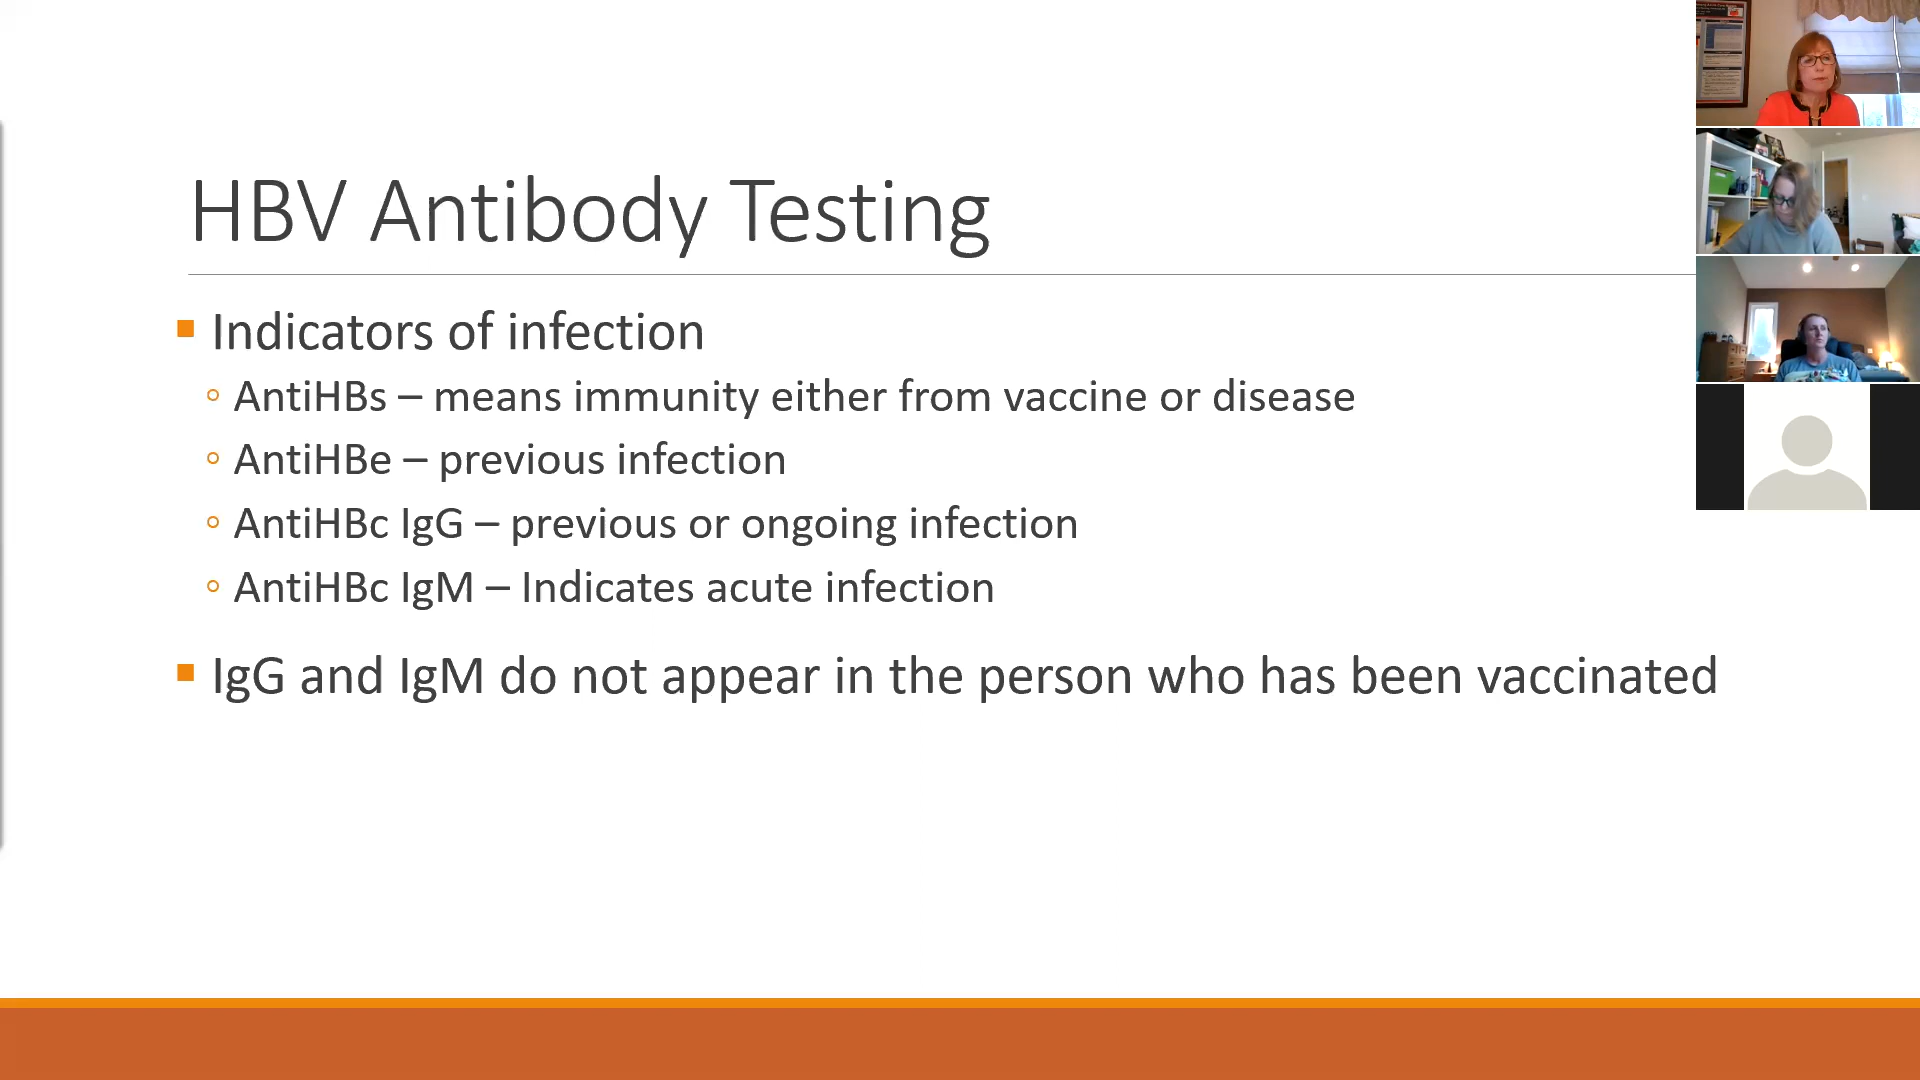 HBV Antibody Testing
Indicators of infection
AntiHBs – means immunity either from vaccine or disease
AntiHBe – previous infection
AntiHBc IgG – previous or ongoing infection
AntiHBc IgM – Indicates acute infection
IgG and IgM do not appear in the person who has been vaccinated